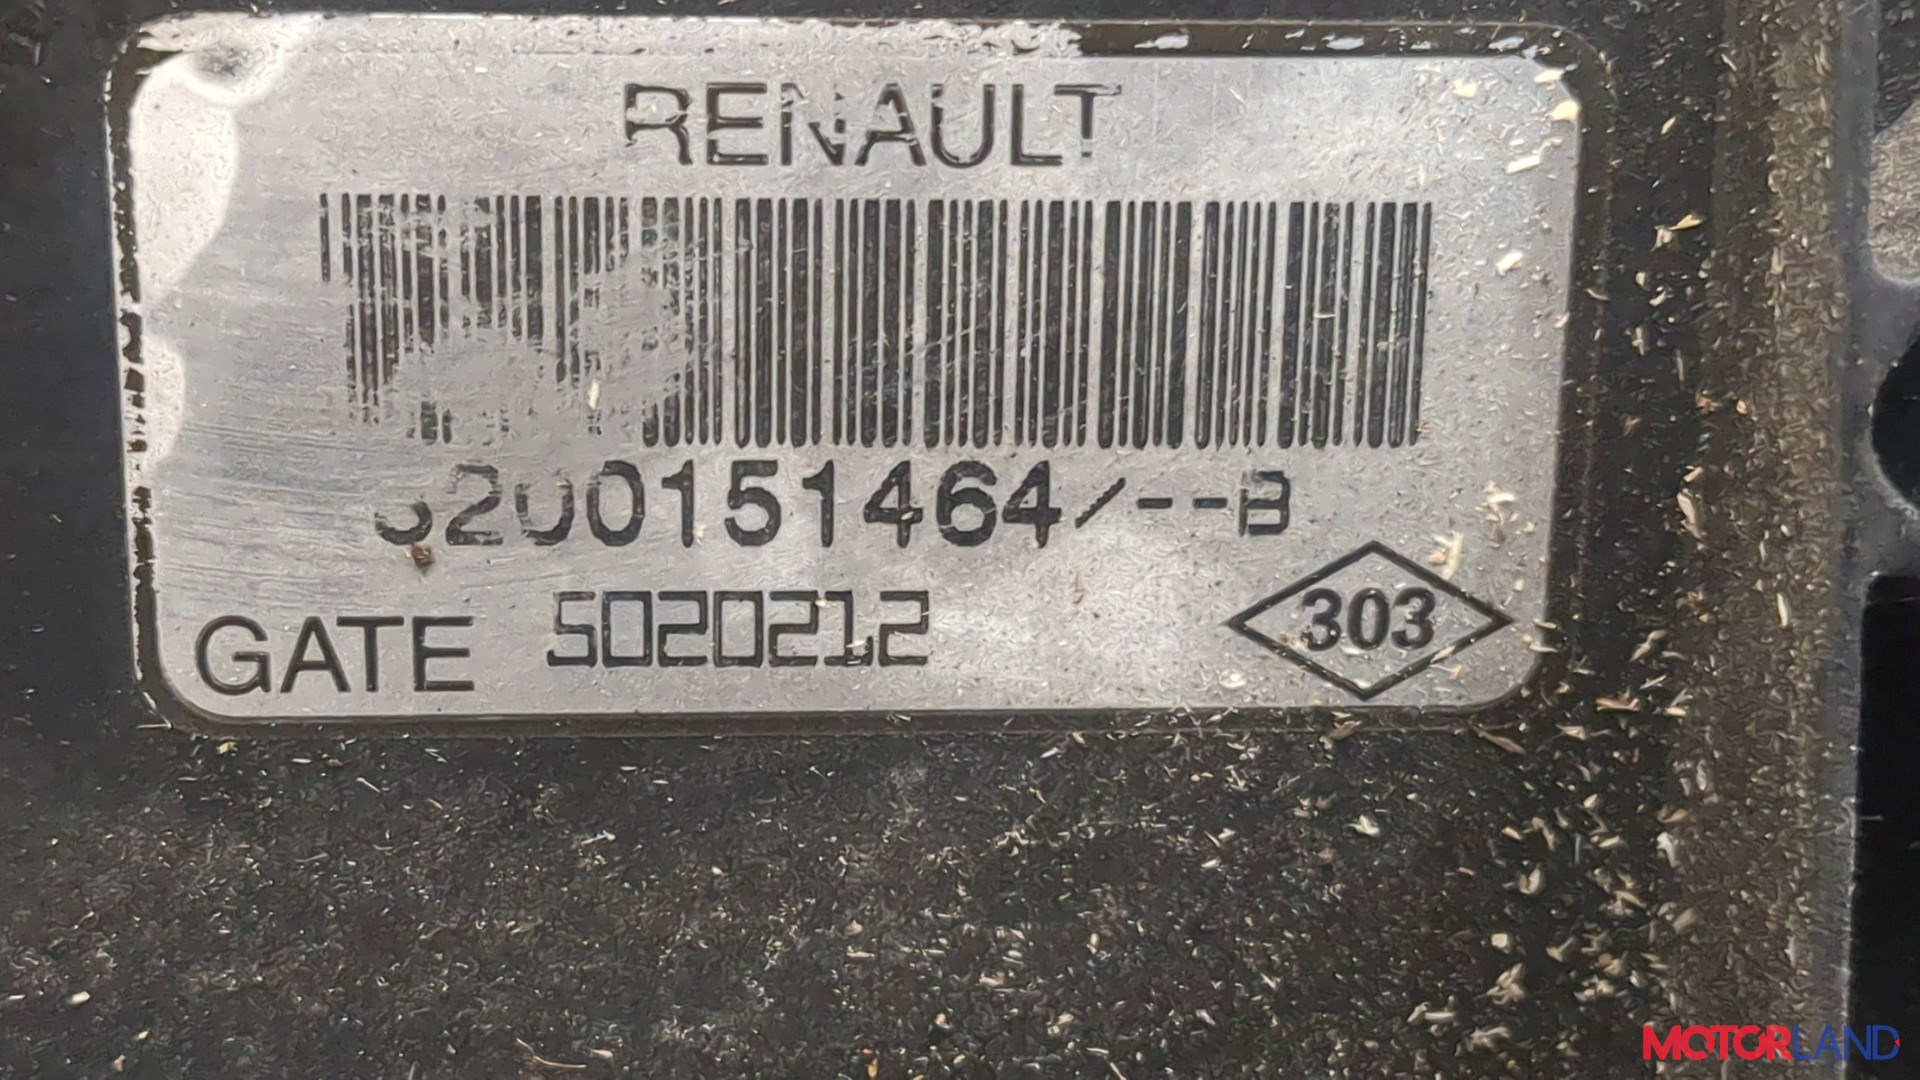 RENAULT
8200151464/--B
GATE 5020212
303
MOTORLAND